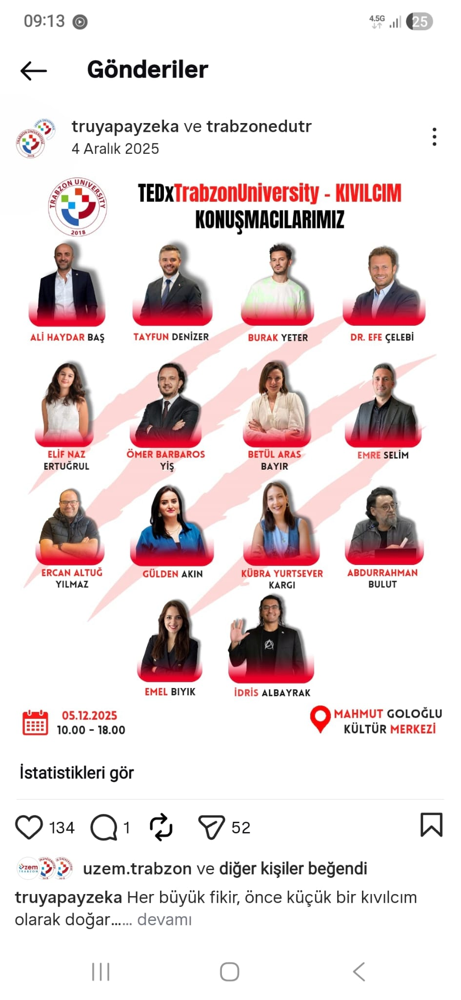 09:13
4.5G
25
Gönderiler
truyapayzeka ve trabzonedutr
4 Aralık 2025
TRABZON UNIVERSITY
2018
TEDxTrabzonUniversity - KIVILCIM
KONUŞMACILARIMIZ
ALİ HAYDAR BAŞ
TAYFUN DENİZER
BURAK YETER
DR. EFE ÇELEBİ
ELİF NAZ
ERTUĞRUL
ÖMER BARBAROS
YİŞ
BETÜL ARAS
BAYIR
EMRE SELİM
ERCAN ALTUĞ
YILMAZ
GÜLDEN AKIN
KÜBRA YURTSEVER
KARGI
ABDURRAHMAN
BULUT
EMEL BIYIK
İDRİS ALBAYRAK
05.12.2025
10.00 - 18.00
MAHMUT GOLOĞLU
KÜLTÜR MERKEZİ
İstatistikleri gör
134
1
52
uzem.trabzon ve diğer kişiler beğendi
truyapayzeka Her büyük fikir, önce küçük bir kıvılcım
olarak doğar...... devamı